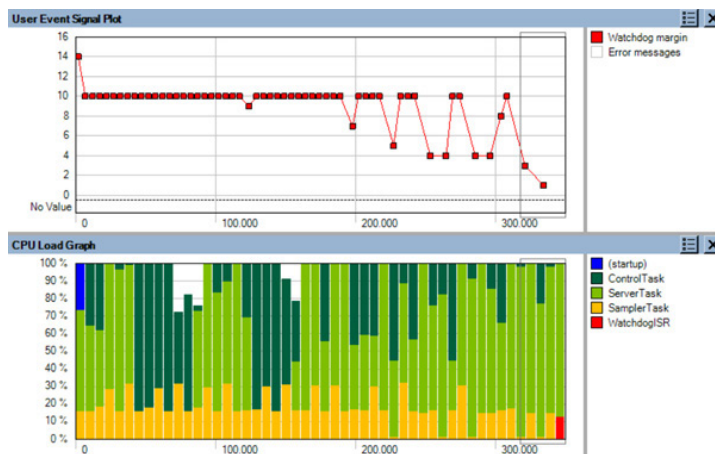 User Event Signal Plot
16
14
12
10
8
6
4
2
0
No Value
0
100.000
200.000
300.000
Watchdog margin
Error messages
CPU Load Graph
100 %
90 %
80 %
70 %
60 %
50 %
40 %
30 %
20 %
10 %
0 %
0
100.000
200.000
300.000
(startup)
ControlTask
ServerTask
SamplerTask
WatchdogISR